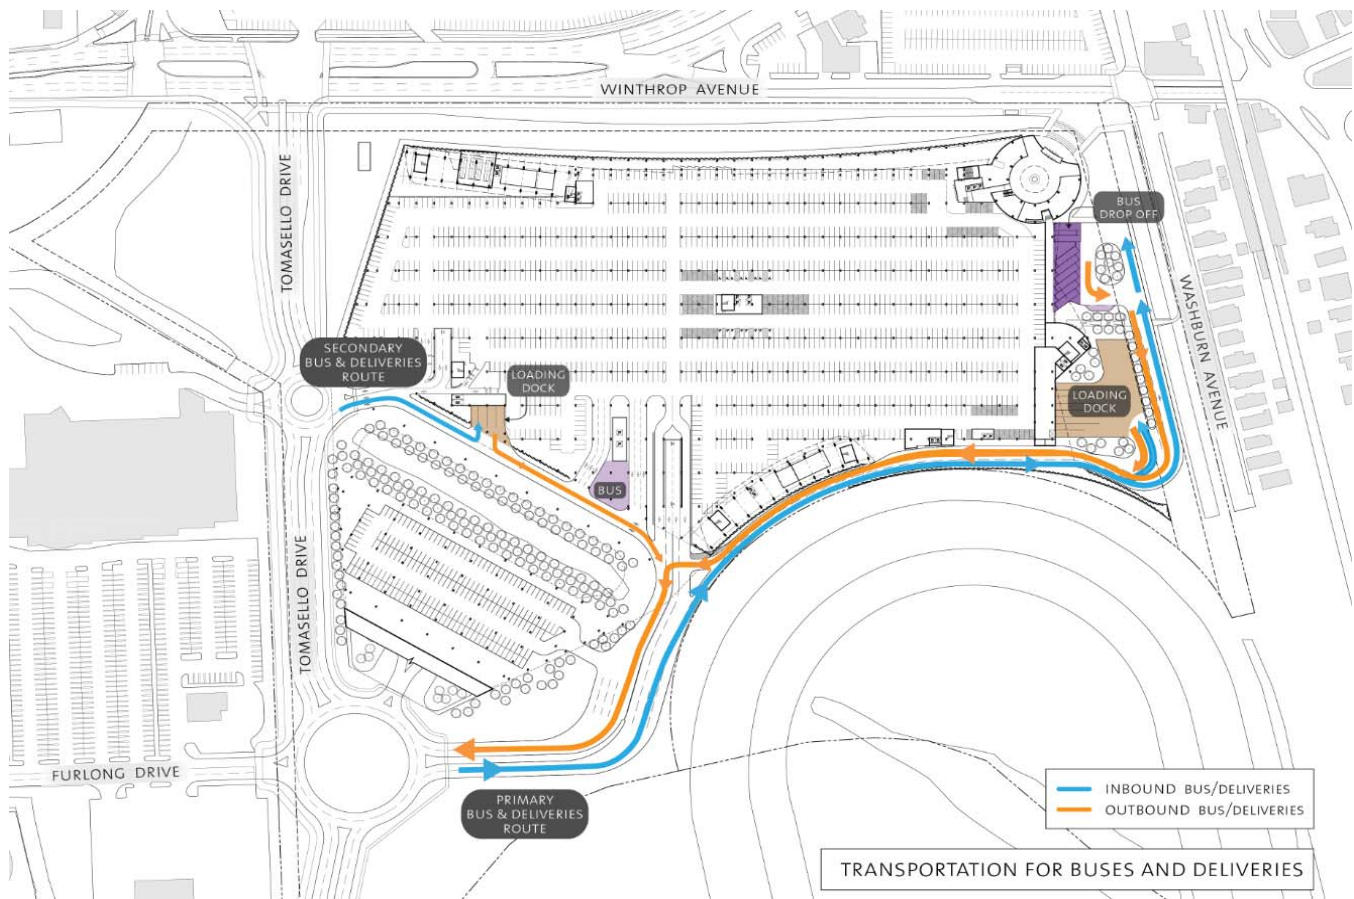 WINTHROP AVENUE
TOMASELLO DRIVE
BUS
DROP OFF
WASHBURN AVENUE
SECONDARY
BUS & DELIVERIES
ROUTE
LOADING
DOCK
LOADING
DOCK
BUS
TOMASELLO DRIVE
FURLONG DRIVE
PRIMARY
BUS & DELIVERIES
ROUTE
INBOUND BUS/DELIVERIES
OUTBOUND BUS/DELIVERIES
TRANSPORTATION FOR BUSES AND DELIVERIES